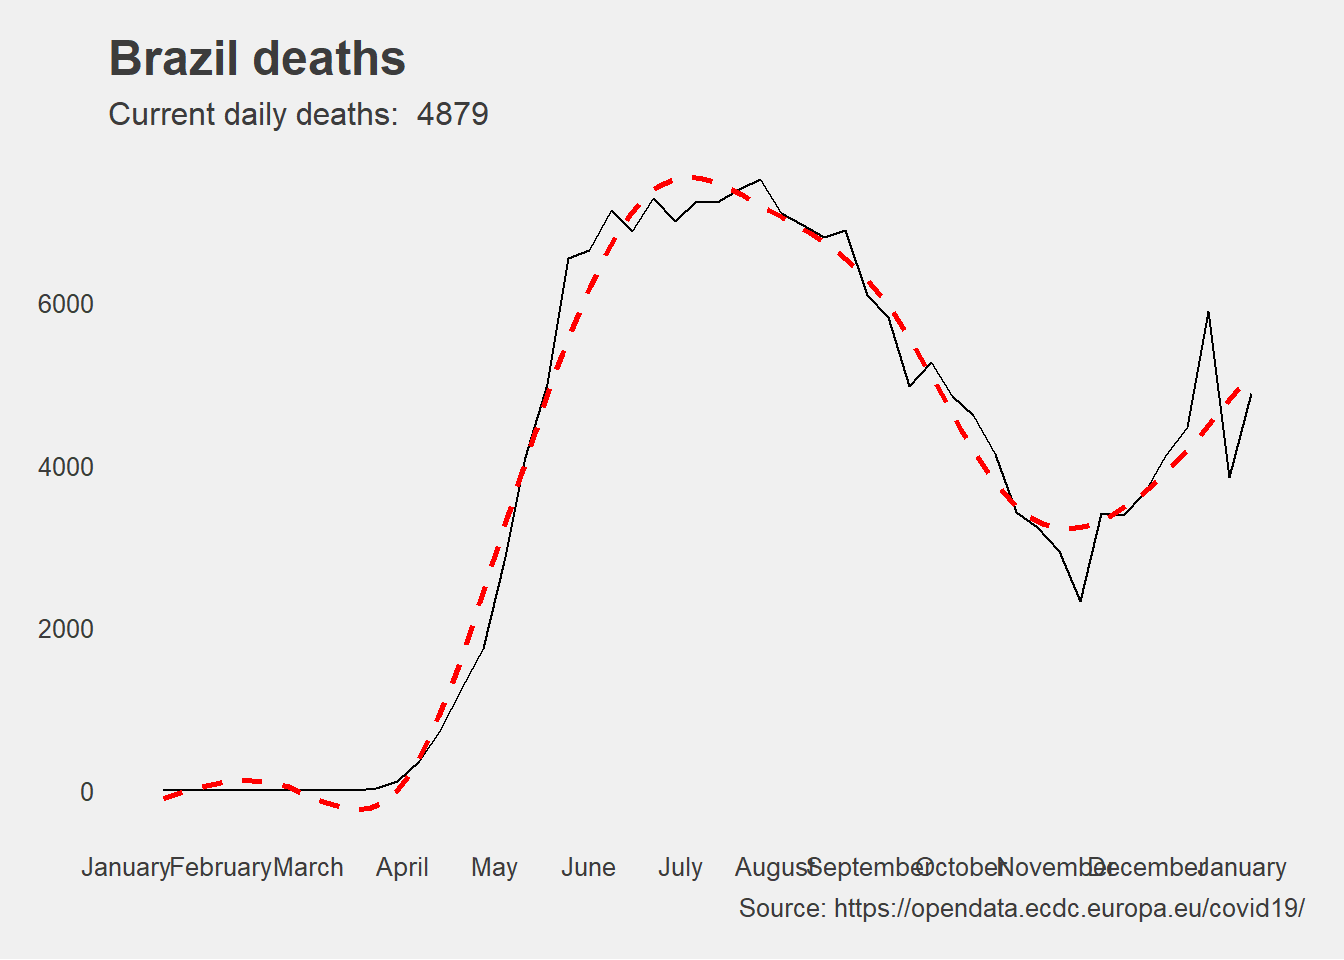 Brazil deaths
Current daily deaths:  4879
6000
4000
2000
0
January February March April May June July August September October November December January
Source: https://opendata.ecdc.europa.eu/covid19/